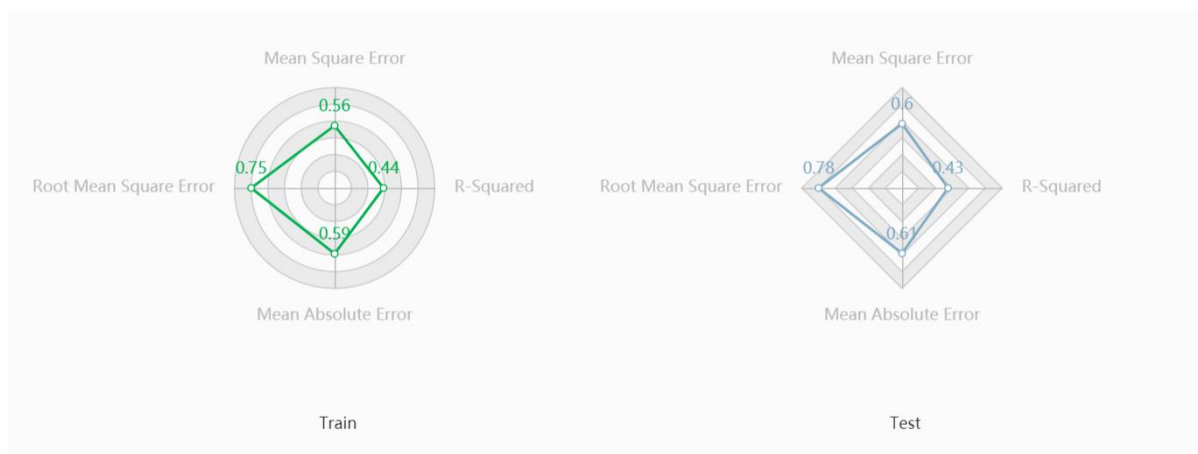 Mean Square Error
0.56
0.75
0.44
Root Mean Square Error
R-Squared
0.59
Mean Absolute Error
Train
Mean Square Error
0.6
0.78
0.43
Root Mean Square Error
R-Squared
0.61
Mean Absolute Error
Test